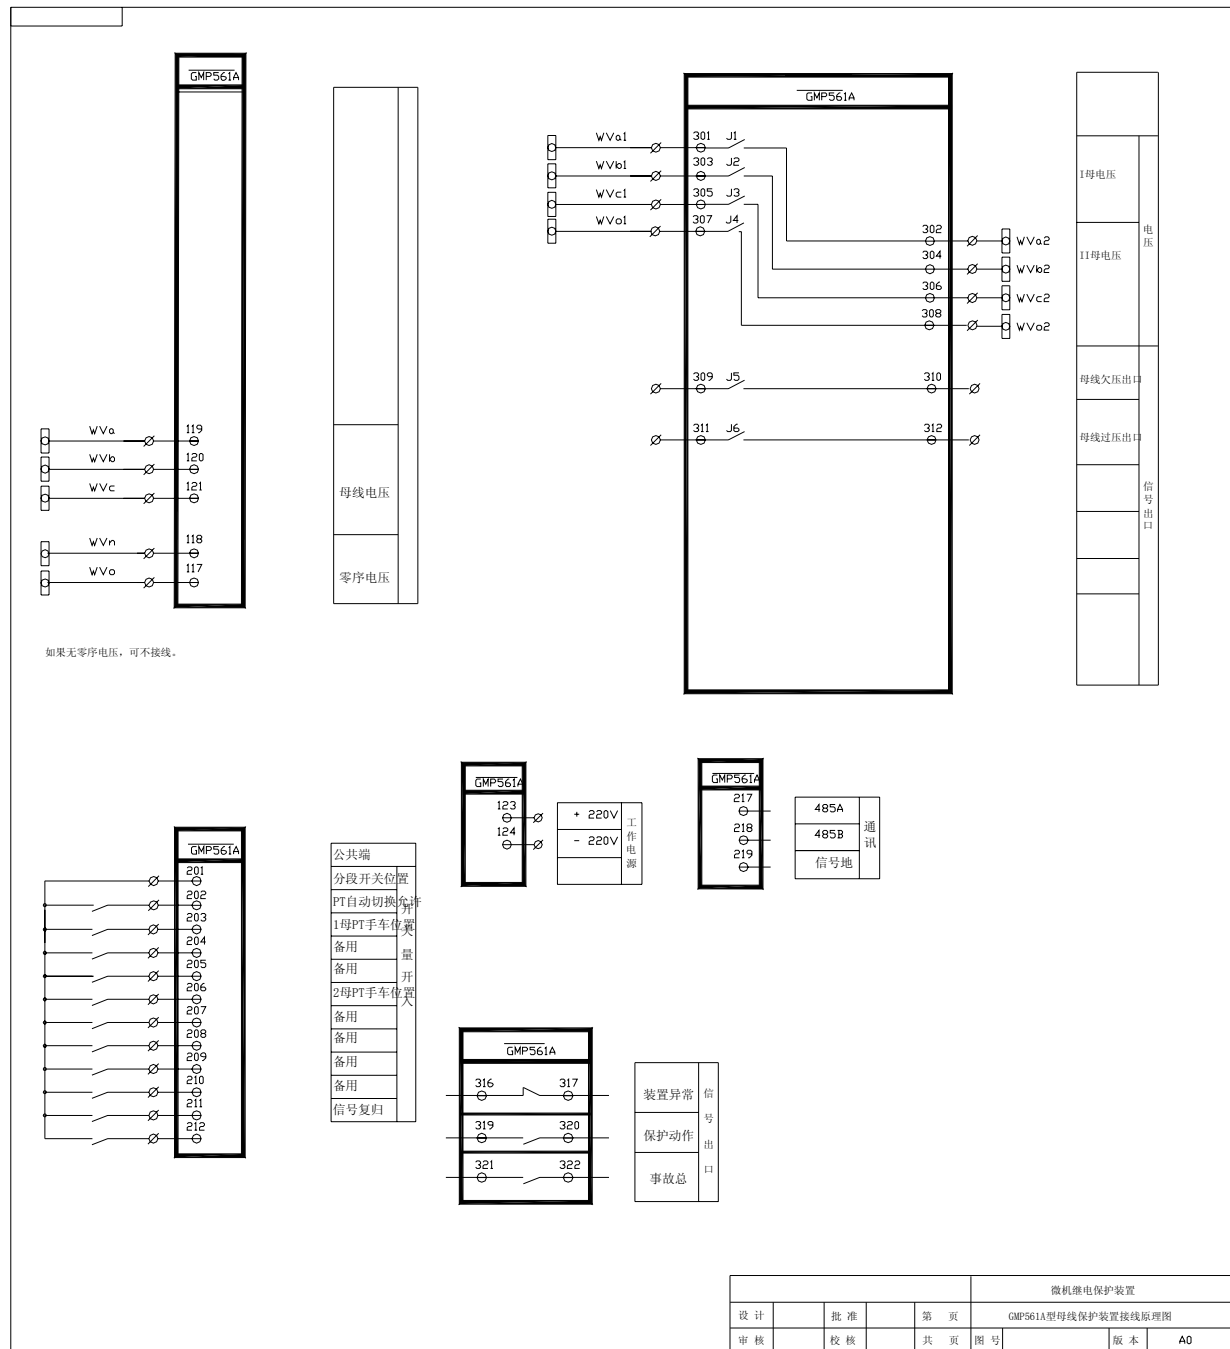 GMP561A
WVa
119
WVb
120
WVc
121
WVn
118
WVo
117
母线电压
零序电压
如果无零序电压，可不接线。
GMP561A
WVa1
301
J1
WVb1
303
J2
WVc1
305
J3
WVo1
307
J4
302
WVa2
304
WVb2
306
WVc2
308
WVo2
309
J5
310
311
J6
312
I母电压
II母电压
电压
母线欠压出口
母线过压出口
信号出口
GMP561A
201
202
203
204
205
206
207
208
209
210
211
212
公共端
分段开关位置
PT自动切换允许
1母PT手车位置
备用
备用
2母PT手车位置
备用
备用
备用
备用
信号复归
开入量开入
GMP561A
123
124
+ 220V
- 220V
工作电源
GMP561A
217
218
219
485A
485B
信号地
通讯
GMP561A
316
317
319
320
321
322
装置异常
保护动作
事故总
信号出口
微机继电保护装置
设 计
批 准
第 页
GMP561A型母线保护装置接线原理图
审 核
校 核
共 页
图 号
版 本
A0